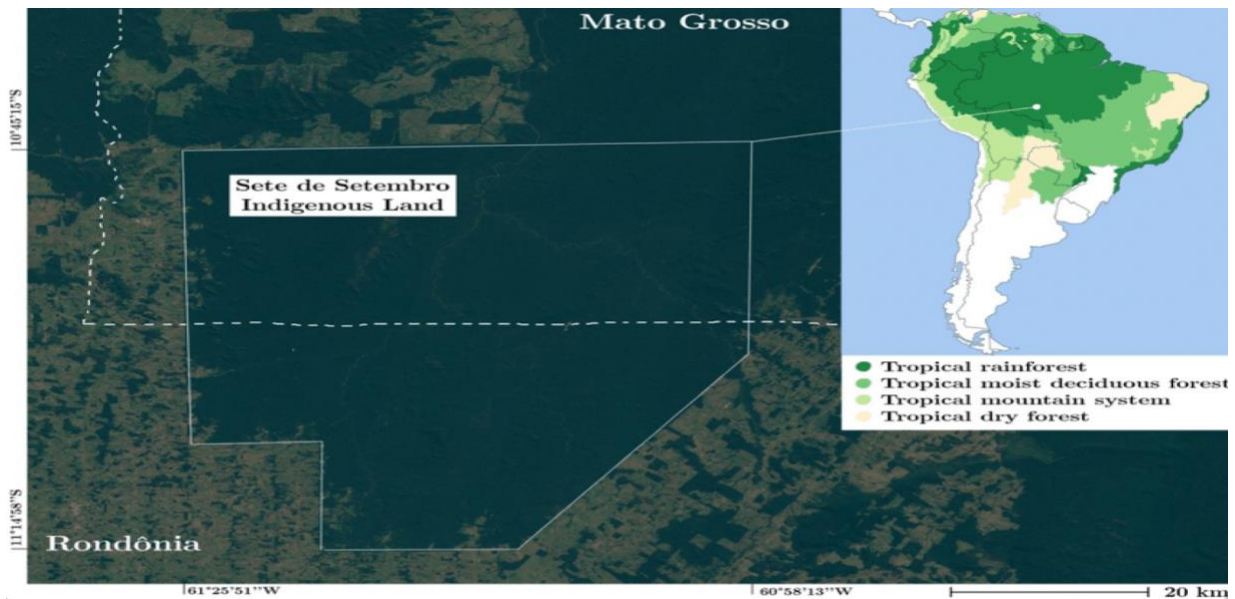 Mato Grosso
10°45'15"S
Sete de Setembro
Indigenous Land
Tropical rainforest
Tropical moist deciduous forest
Tropical mountain system
Tropical dry forest
11°14'58"S
Rondônia
61°25'51"W
60°58'13"W
20 km